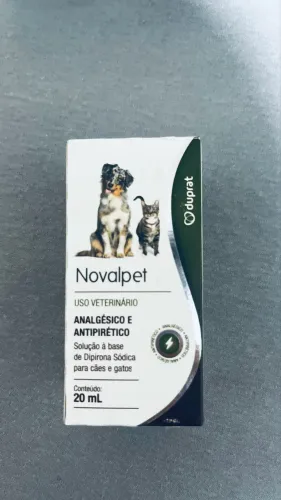 duprat
Novalpet
USO VETERINÁRIO
ANALGÉSICO E
ANTIPIRÉTICO
Solução à base
de Dipirona Sódica
para cães e gatos
Conteúdo:
20 mL